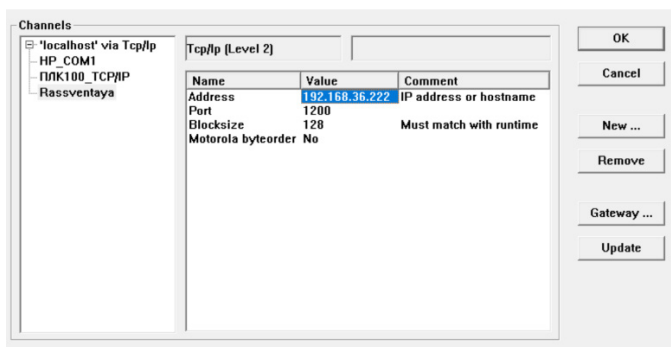 Channels
'localhost' via Tcp/Ip
HP_COM1
ПЛК100_TCP/IP
Rassventaya
Tcp/Ip (Level 2)
Name Value Comment
Address 192.168.36.222 IP address or hostname
Port 1200
Blocksize 128 Must match with runtime
Motorola byteorder No
OK
Cancel
New ...
Remove
Gateway ...
Update